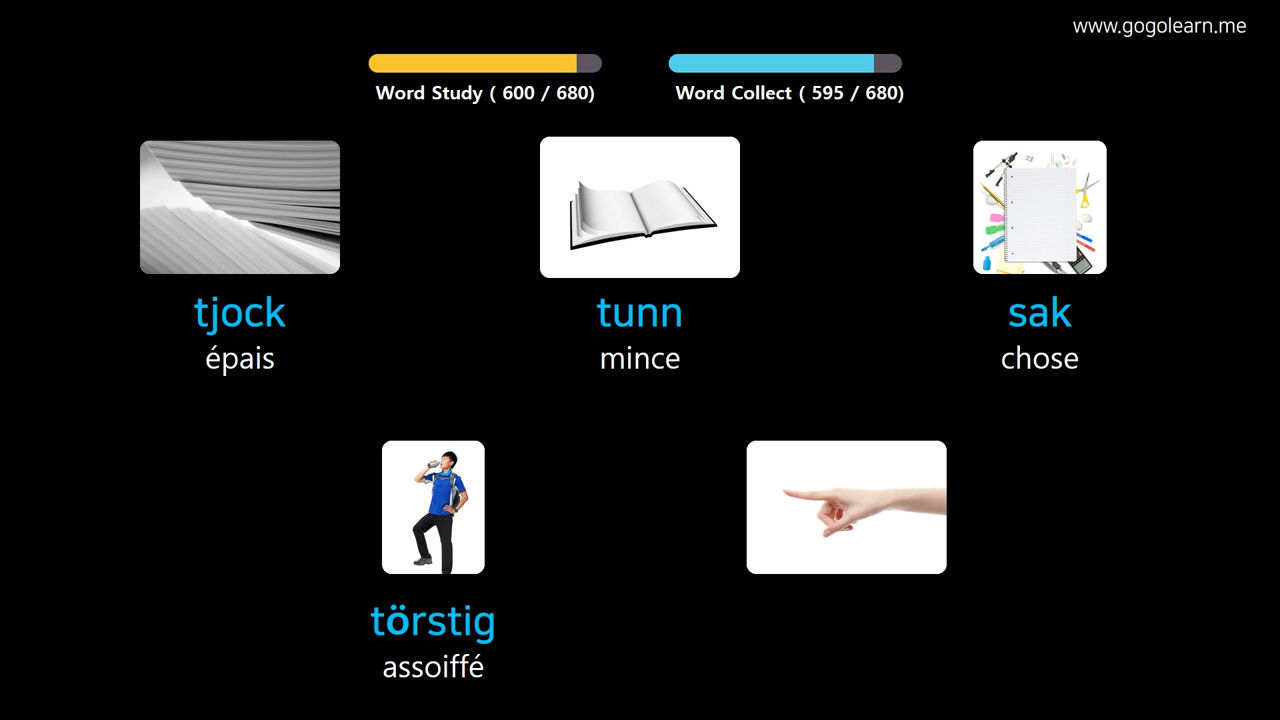 www.gogolearn.me
Word Study ( 600 / 680)
Word Collect ( 595 / 680)
tjock
épais
tunn
mince
sak
chose
törstig
assoiffé